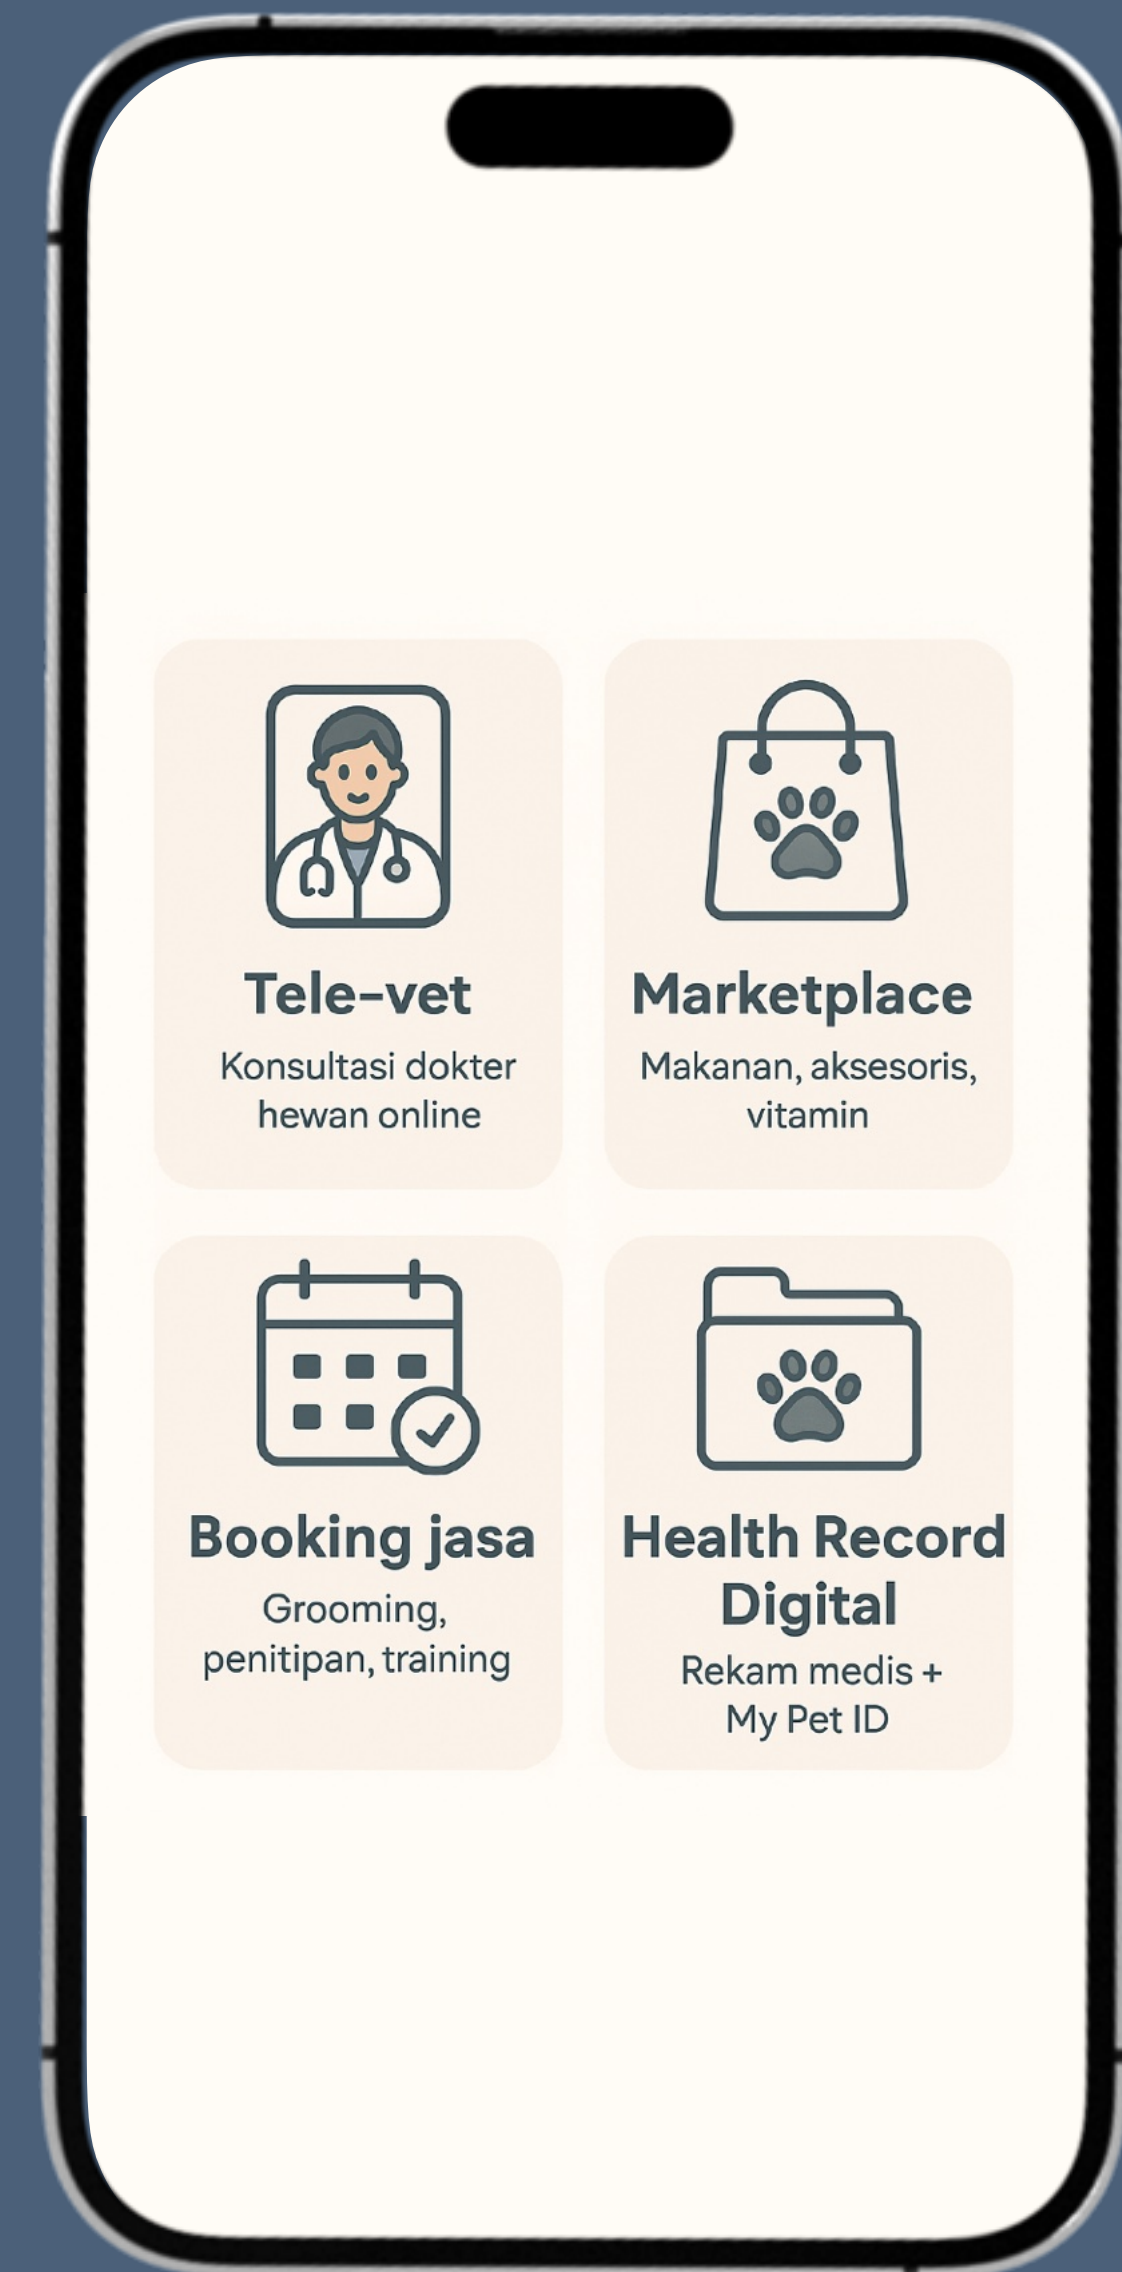 Tele-vet
Konsultasi dokter
hewan online
Marketplace
Makanan, aksesoris,
vitamin
Booking jasa
Grooming,
penitipan, training
Health Record
Digital
Rekam medis +
My Pet ID